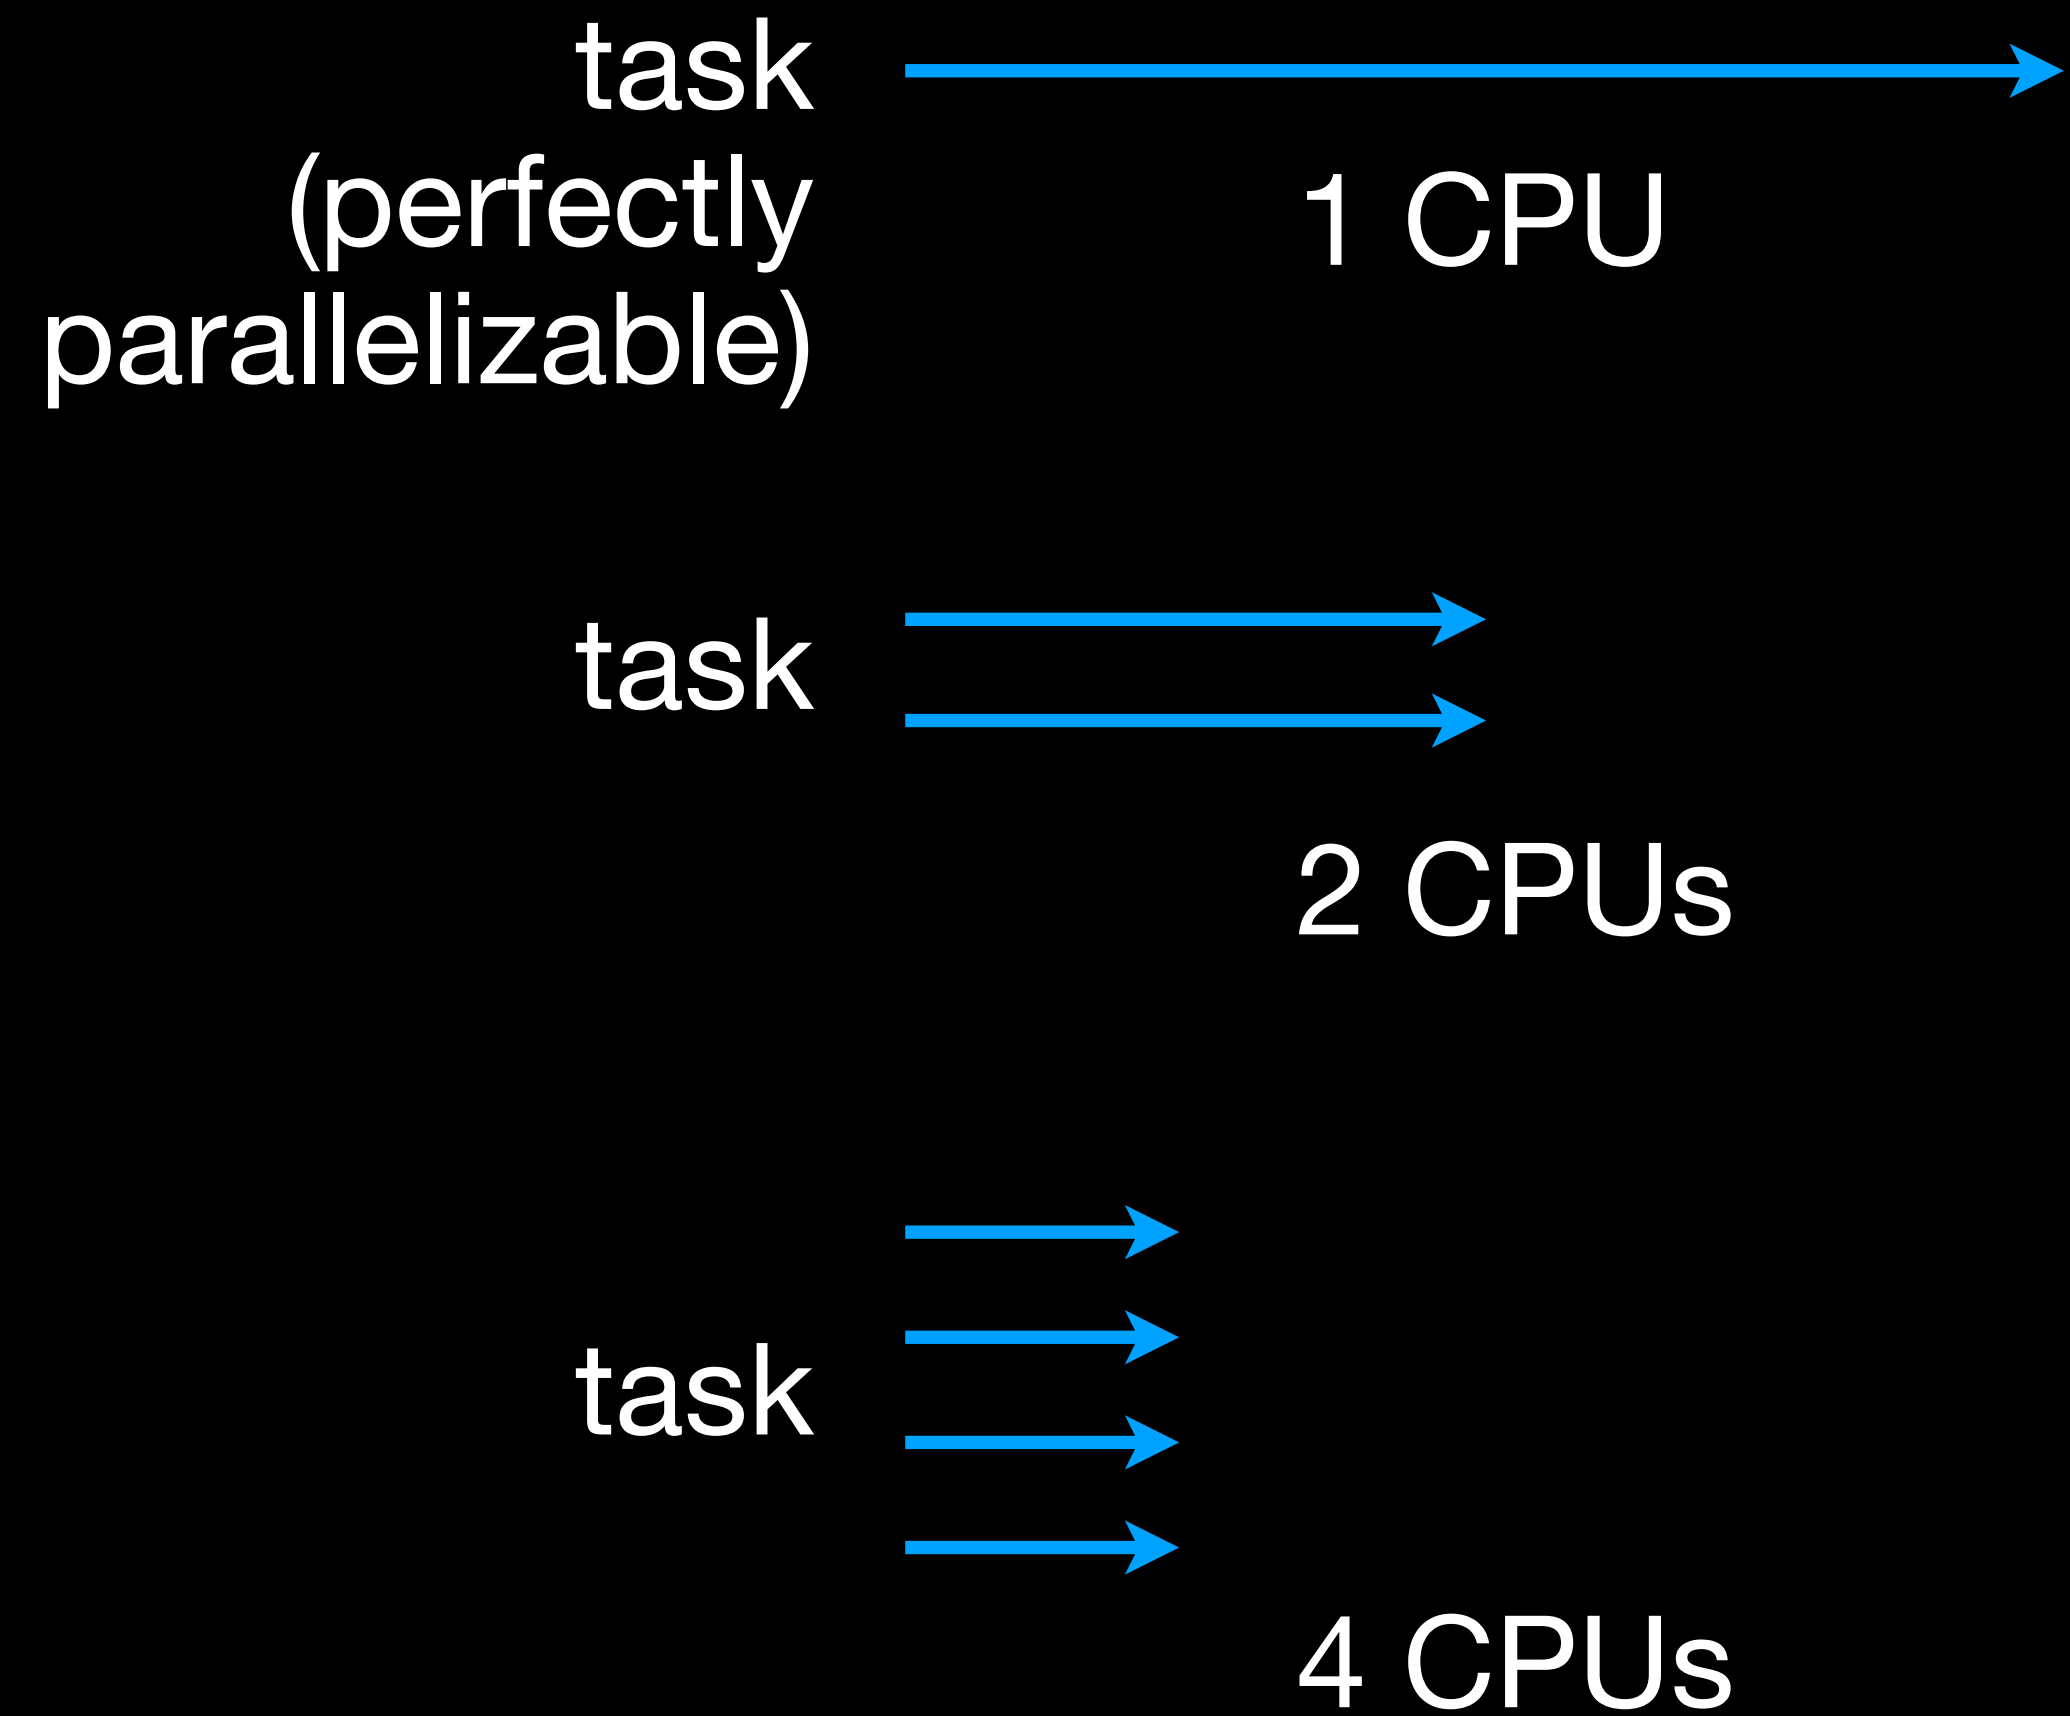 task
(perfectly
parallelizable)
1 CPU
task
2 CPUs
task
4 CPUs